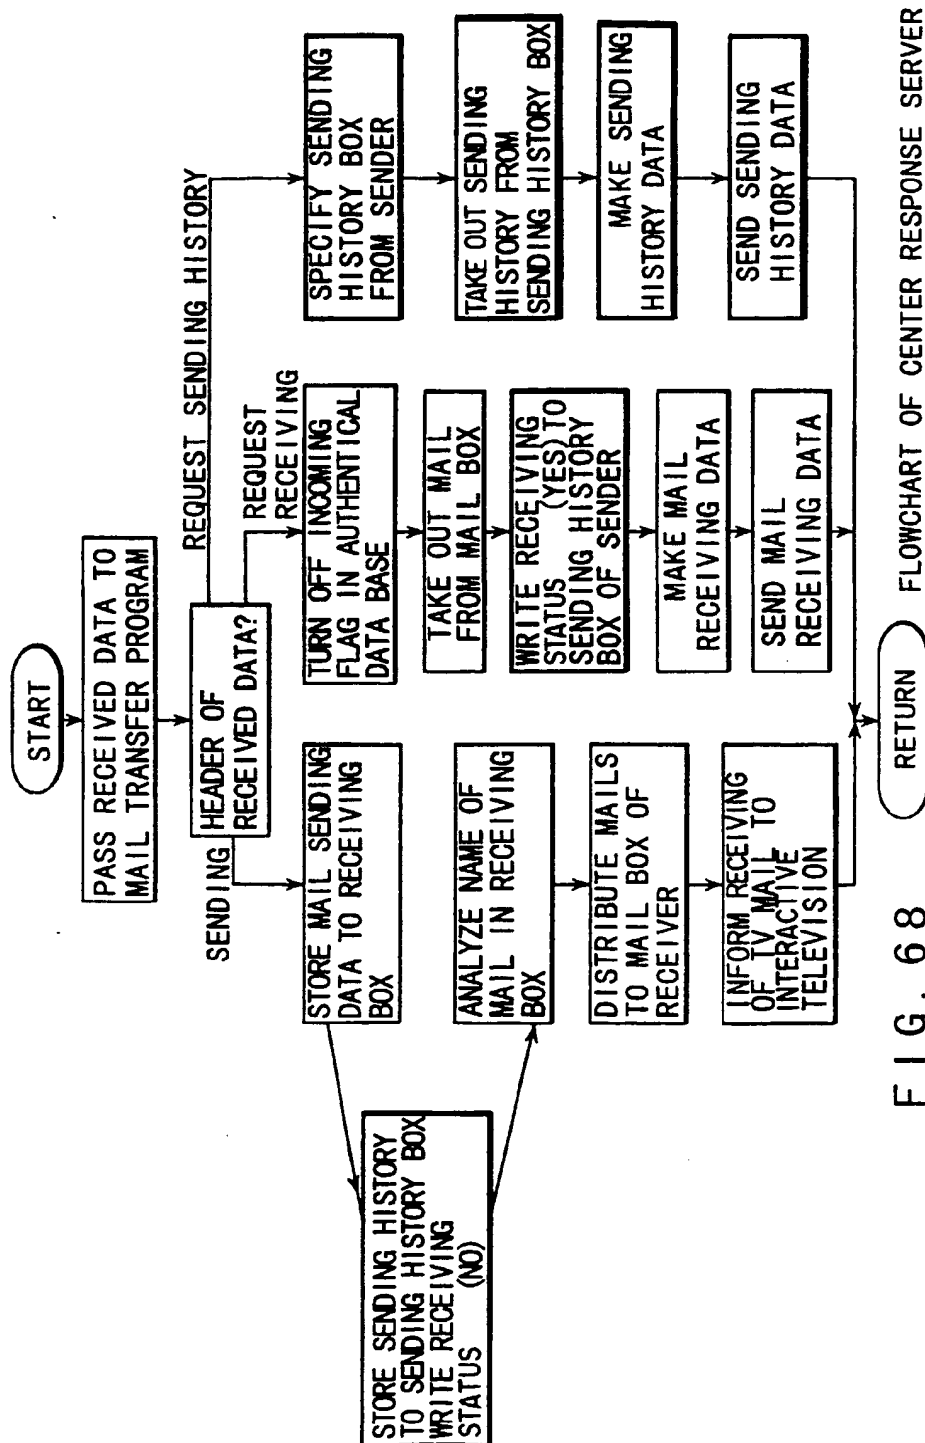 START
PASS RECEIVED DATA TO
MAIL TRANSFER PROGRAM
HEADER OF
RECEIVED DATA?
SENDING
REQUEST
RECEIVING
REQUEST SENDING HISTORY
STORE MAIL SENDING
DATA TO RECEIVING
BOX
STORE SENDING HISTORY
TO SENDING HISTORY BOX
WRITE RECEIVING
STATUS (NO)
ANALYZE NAME OF
MAIL IN RECEIVING
BOX
DISTRIBUTE MAILS
TO MAIL BOX OF
RECEIVER
INFORM RECEIVING
OF TV MAIL TO
INTERACTIVE
TELEVISION
TURN OFF INCOMING
FLAG IN AUTHENTICAL
DATA BASE
TAKE OUT MAIL
FROM MAIL BOX
WRITE RECEIVING
STATUS (YES) TO
SENDING HISTORY
BOX OF SENDER
MAKE MAIL
RECEIVING DATA
SEND MAIL
RECEIVING DATA
SPECIFY SENDING
HISTORY BOX
FROM SENDER
TAKE OUT SENDING
HISTORY FROM
SENDING HISTORY BOX
MAKE SENDING
HISTORY DATA
SEND SENDING
HISTORY DATA
RETURN
FIG. 68 FLOWCHART OF CENTER RESPONSE SERVER